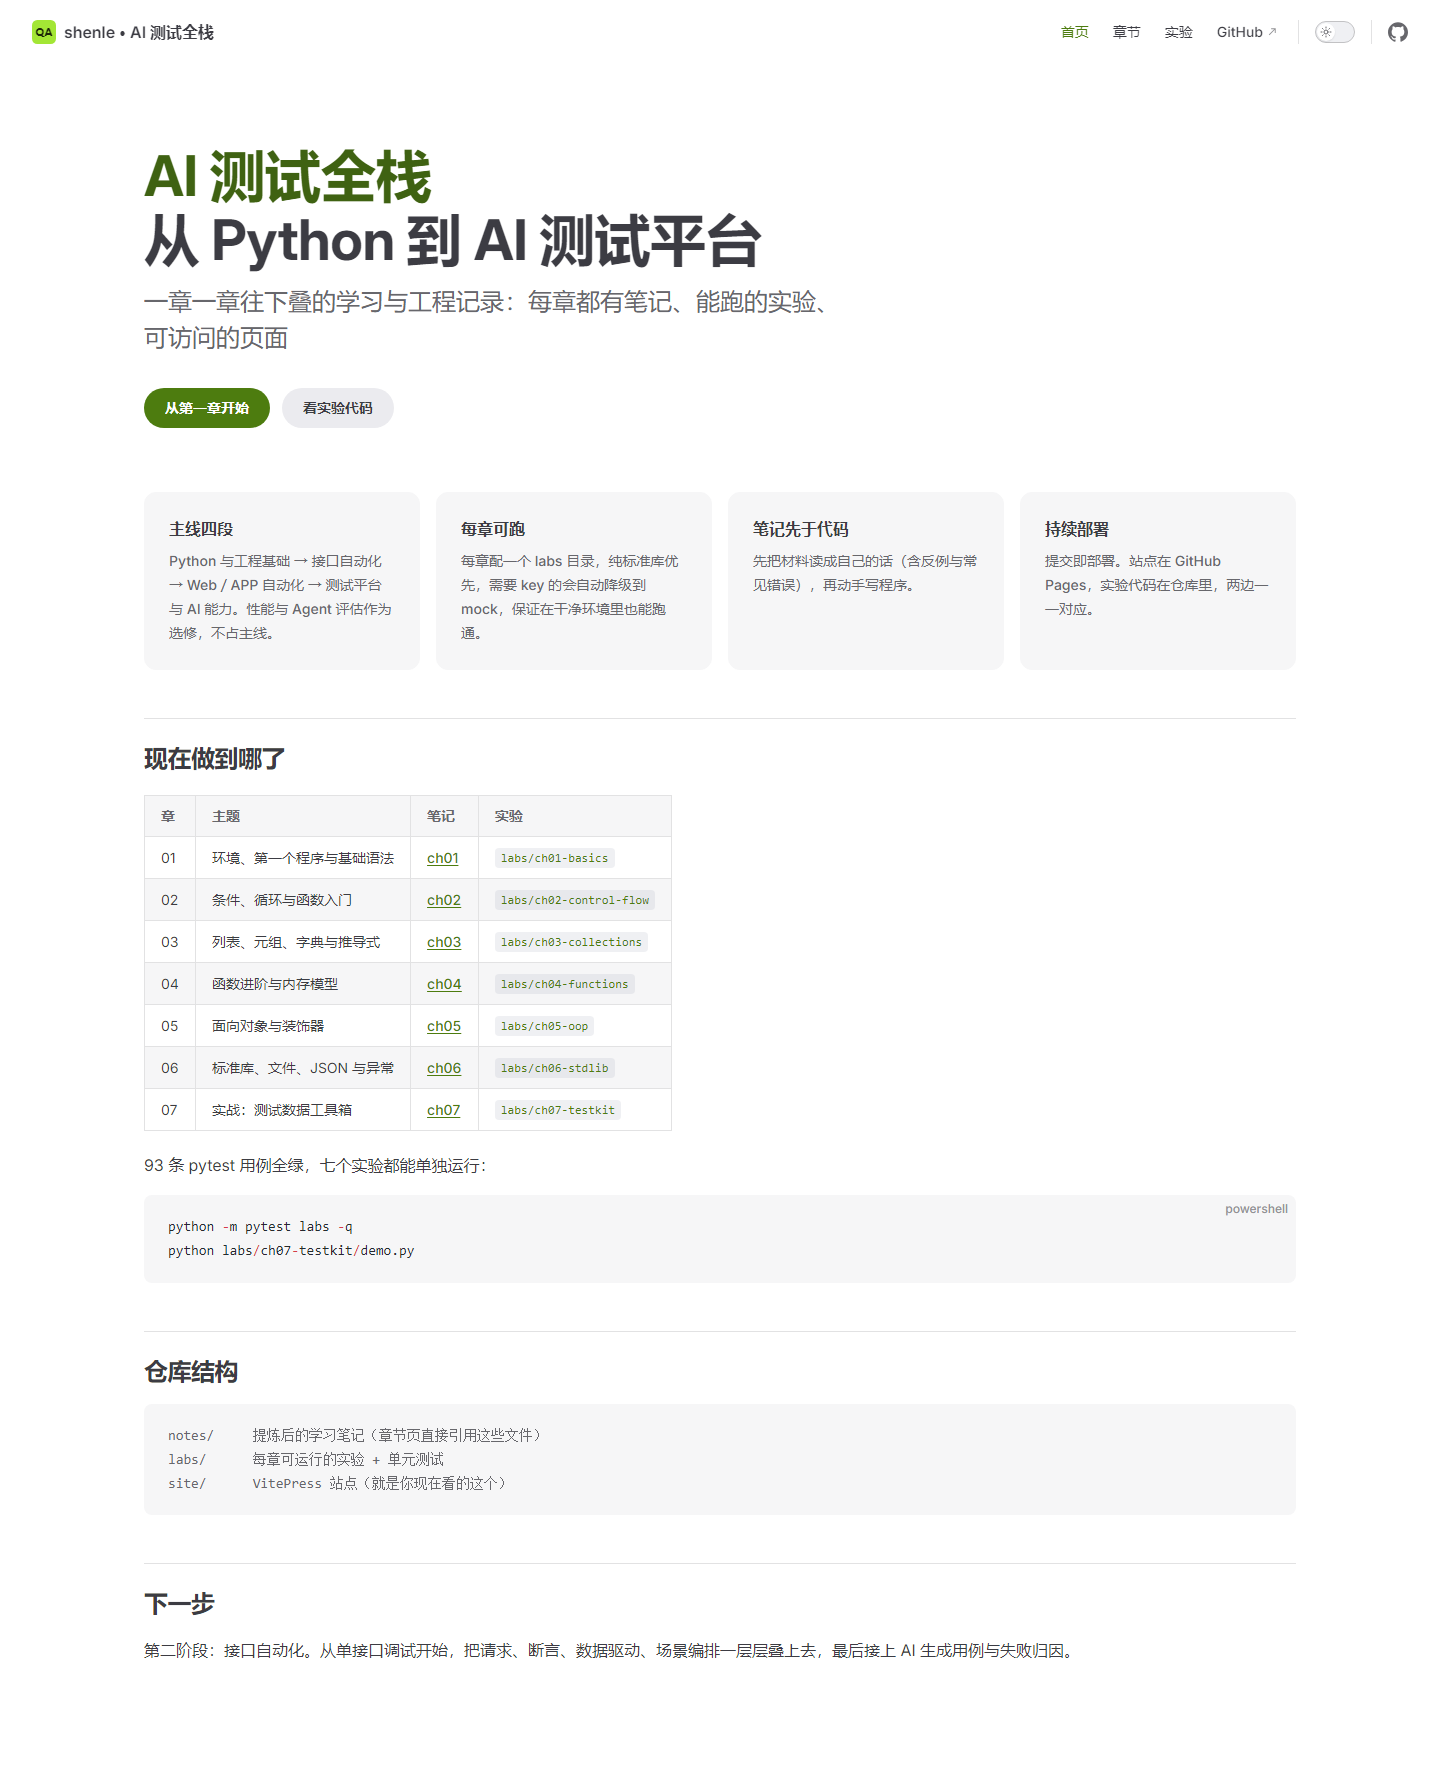 QA shenle • AI 测试全栈
首页 章节 实验 GitHub ↗
AI 测试全栈
从 Python 到 AI 测试平台
一章一章往下叠的学习与工程记录：每章都有笔记、能跑的实验、
可访问的页面
从第一章开始 看实验代码
主线四段
Python 与工程基础 → 接口自动化
→ Web / APP 自动化 → 测试平台
与 AI 能力。性能与 Agent 评估作为
选修，不占主线。
每章可跑
每章配一个 labs 目录，纯标准库优
先，需要 key 的会自动降级到
mock，保证在干净环境里也能跑
通。
笔记先于代码
先把材料读成自己的话（含反例与常
见错误），再动手写程序。
持续部署
提交即部署。站点在 GitHub
Pages，实验代码在仓库里，两边一
一对应。
现在做到哪了
章 主题 笔记 实验
01 环境、第一个程序与基础语法 ch01 labs/ch01-basics
02 条件、循环与函数入门 ch02 labs/ch02-control-flow
03 列表、元组、字典与推导式 ch03 labs/ch03-collections
04 函数进阶与内存模型 ch04 labs/ch04-functions
05 面向对象与装饰器 ch05 labs/ch05-oop
06 标准库、文件、JSON 与异常 ch06 labs/ch06-stdlib
07 实战：测试数据工具箱 ch07 labs/ch07-testkit
93 条 pytest 用例全绿，七个实验都能单独运行：
powershell
python -m pytest labs -q
python labs/ch07-testkit/demo.py
仓库结构
notes/ 提炼后的学习笔记（章节页直接引用这些文件）
labs/ 每章可运行的实验 + 单元测试
site/ VitePress 站点（就是你现在看的这个）
下一步
第二阶段：接口自动化。从单接口调试开始，把请求、断言、数据驱动、场景编排一层层叠上去，最后接上 AI 生成用例与失败归因。